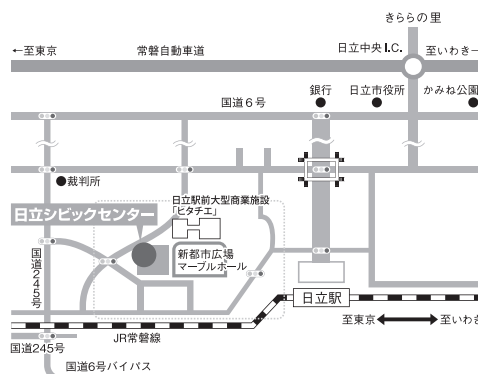 きららの里
←至東京
常磐自動車道
日立中央 I.C.
至いわき→
銀行
日立市役所
かみね公園
国道6号
裁判所
日立駅前大型商業施設
「ヒタチエ」
日立シビックセンター
新都市広場
マーブルホール
国道245号
日立駅
JR常磐線
至東京
至いわき
国道245号
国道6号バイパス